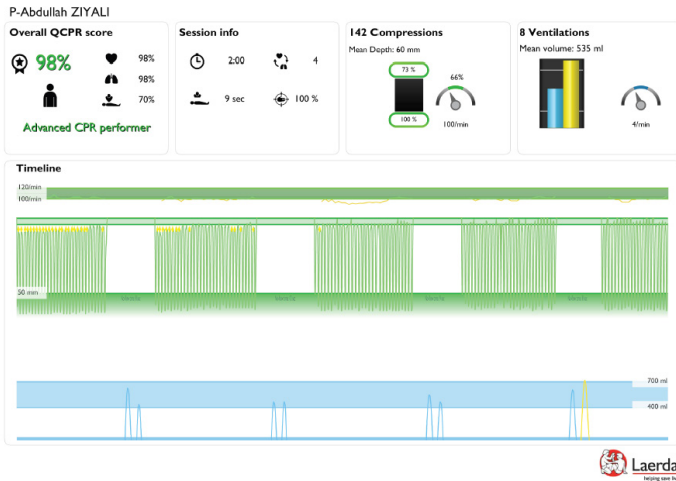 P-Abdullah ZIYALI
Overall QCPR score
98%
98%
98%
70%
Advanced CPR performer
Session info
2:00
4
9 sec
100 %
142 Compressions
Mean Depth: 60 mm
73 %
66%
100 %
100/min
8 Ventilations
Mean volume: 535 ml
4/min
Timeline
120/min
100/min
50 mm
700 ml
400 ml
Laerda
helping save li